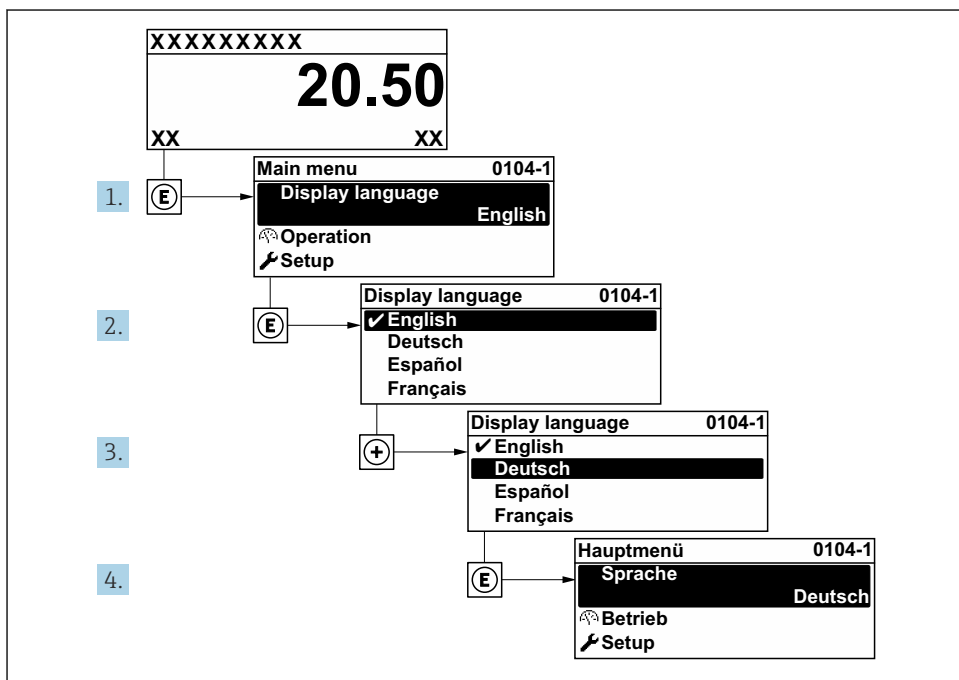 XXXXXXXXX
20.50
XX XX
1.
E
Main menu 0104-1
Display language
English
Operation
Setup
2.
E
Display language 0104-1
✔ English
Deutsch
Español
Français
3.
+
Display language 0104-1
✔ English
Deutsch
Español
Français
4.
E
Hauptmenü 0104-1
Sprache
Deutsch
Betrieb
Setup